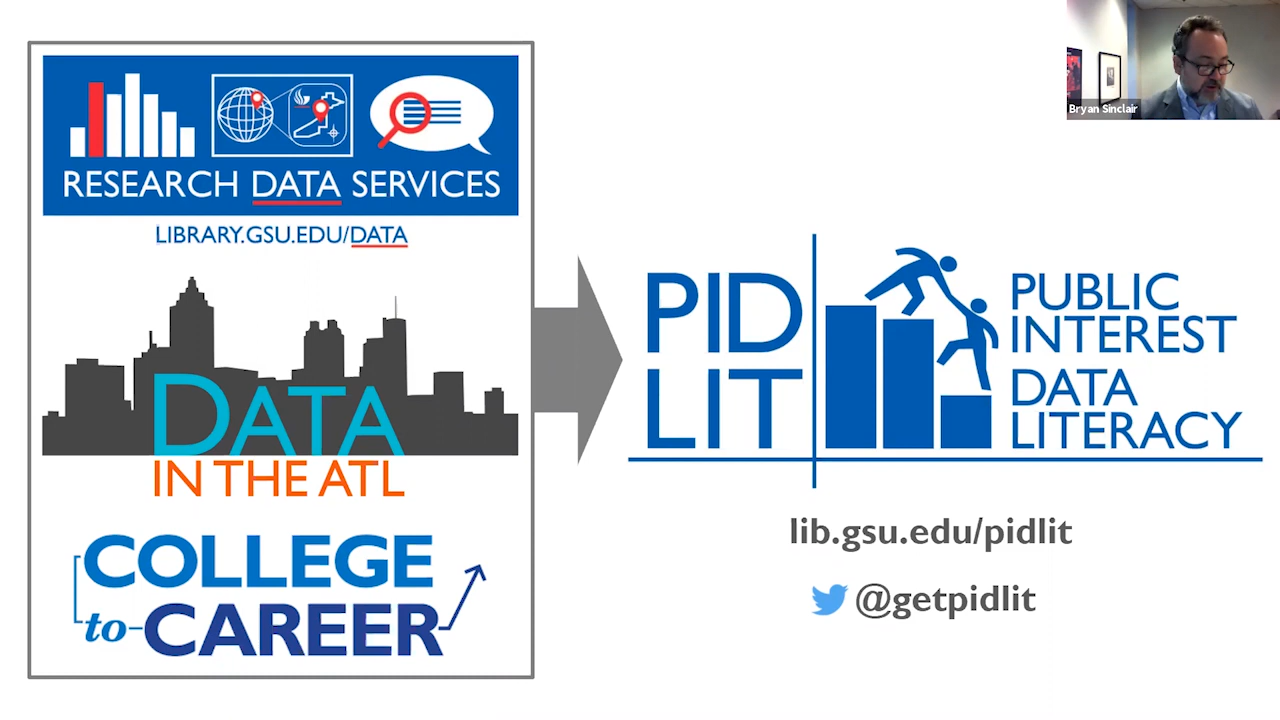 RESEARCH DATA SERVICES
LIBRARY.GSU.EDU/DATA
DATA
IN THE ATL
COLLEGE
to-CAREER
PID
LIT
PUBLIC
INTEREST
DATA
LITERACY
lib.gsu.edu/pidlit
@getpidlit
Bryan Sinclair